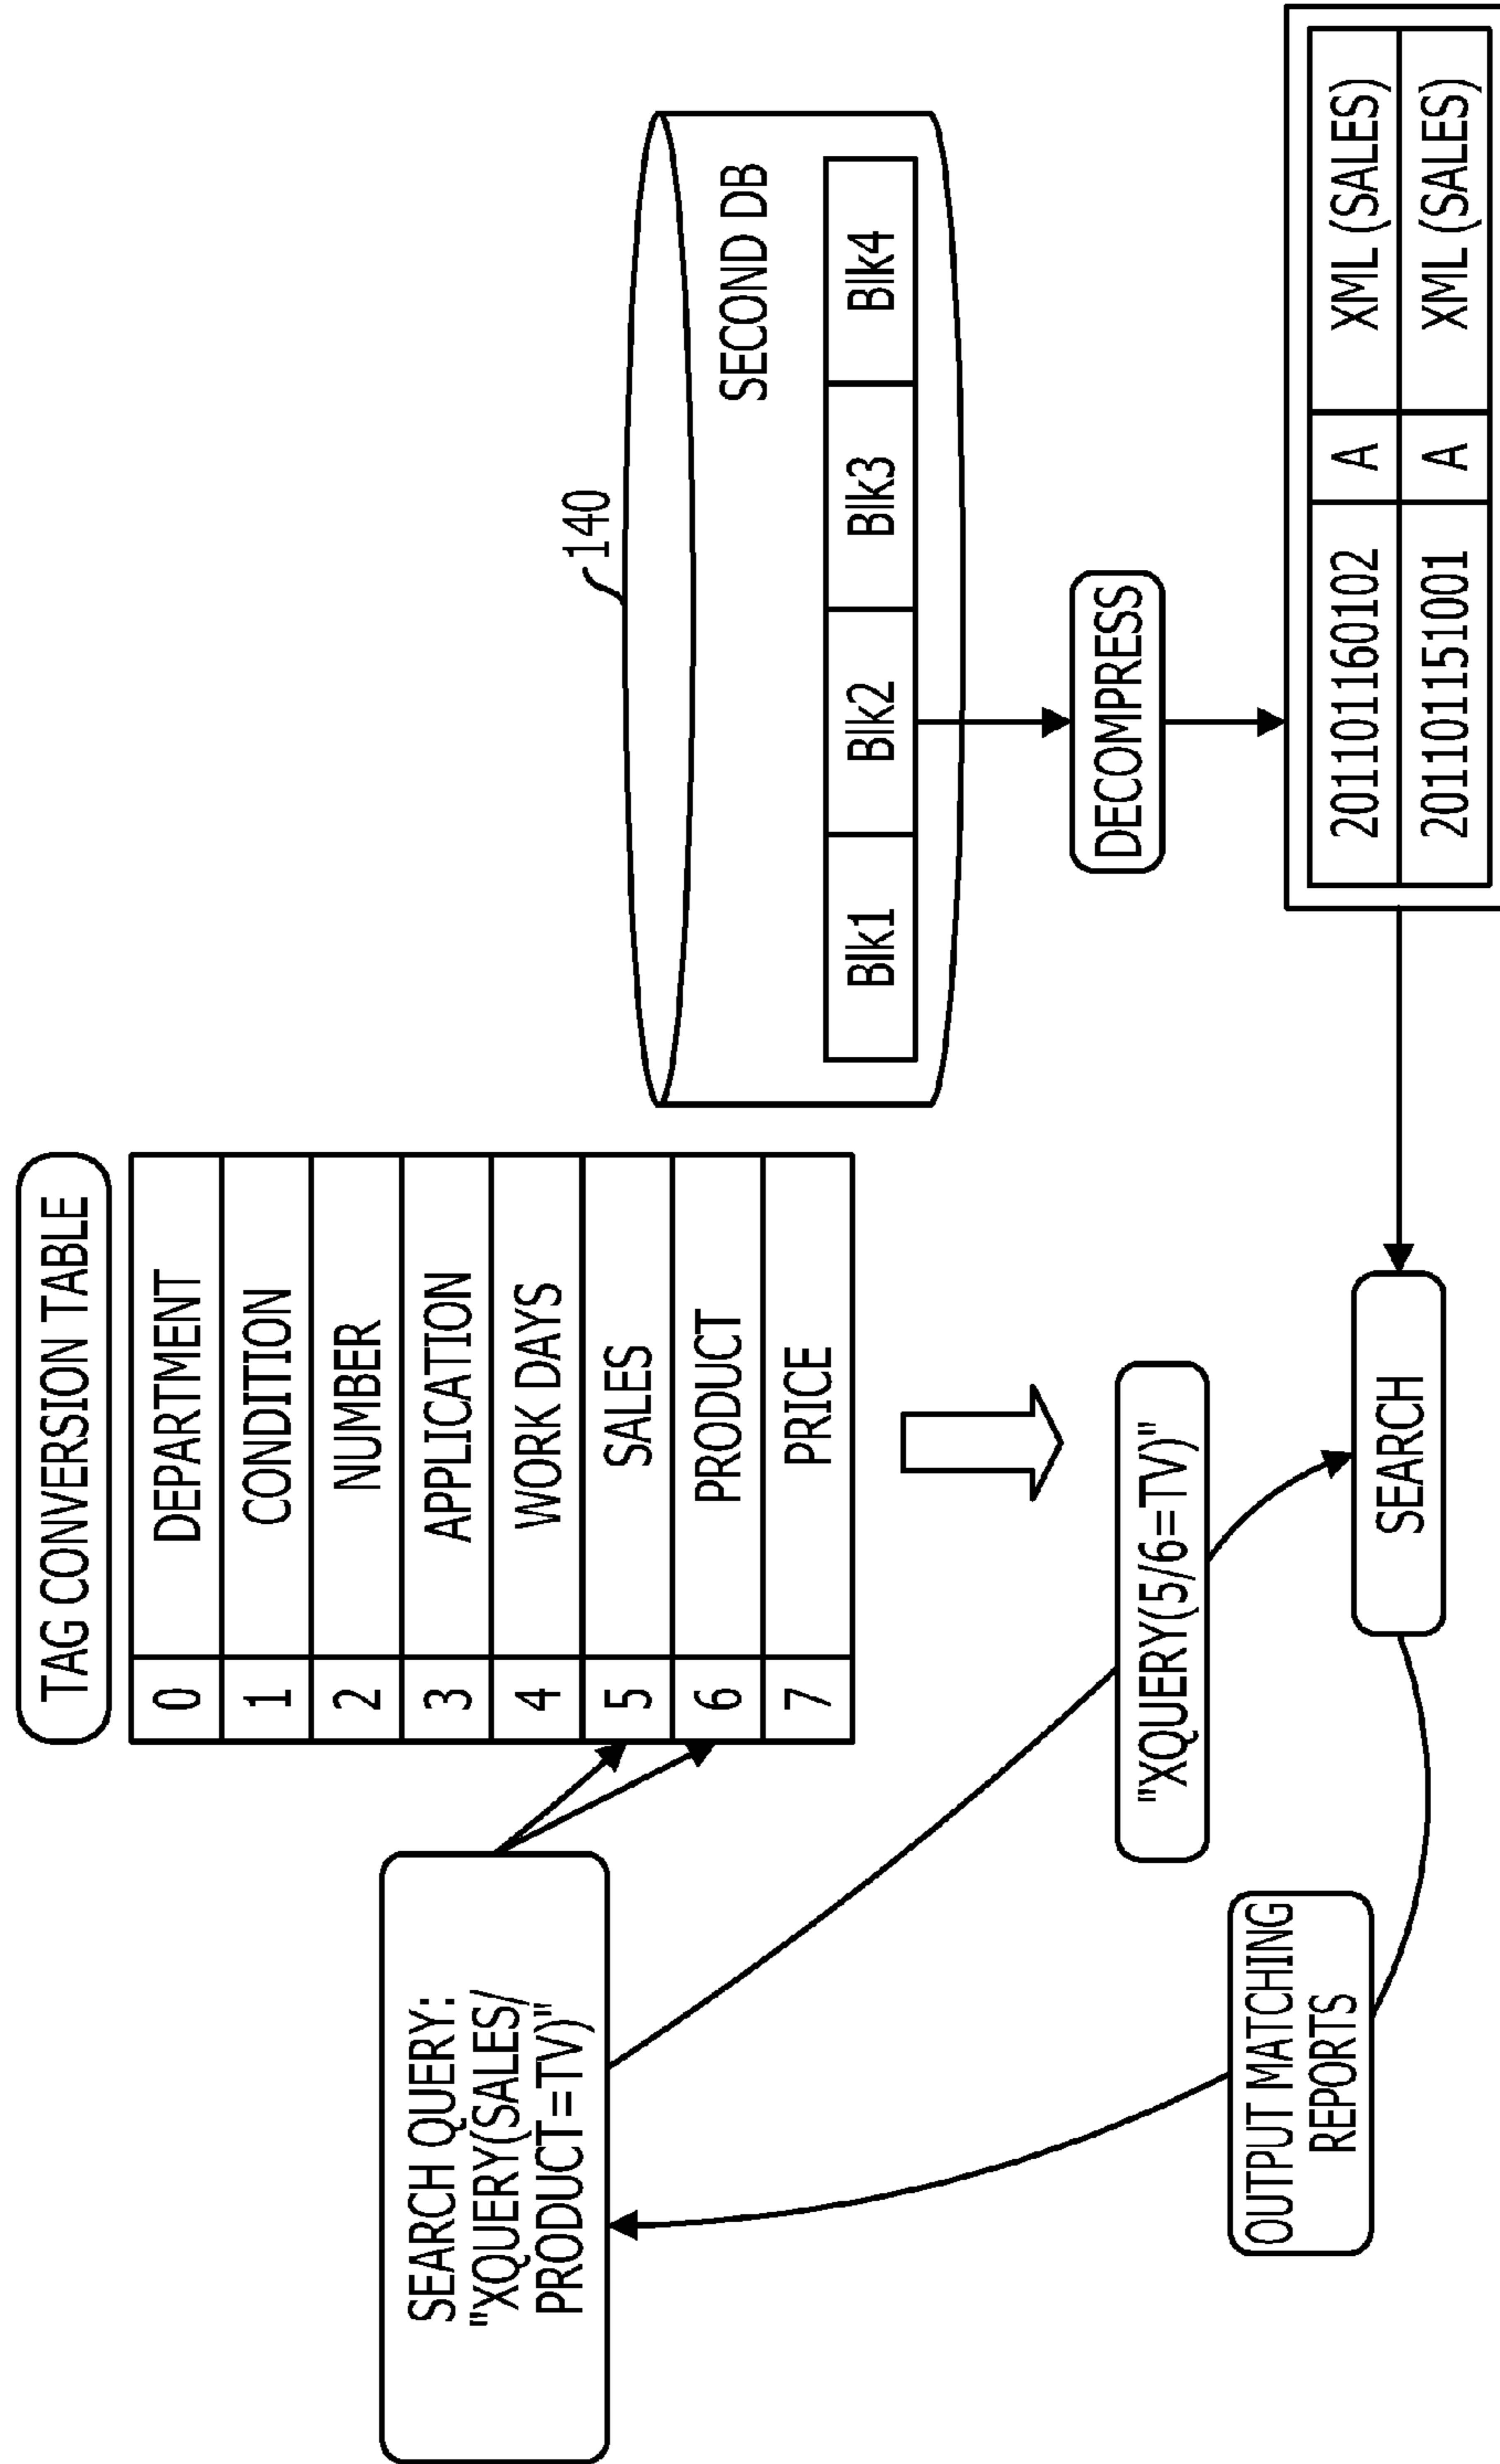 TAG CONVERSION TABLE
0 DEPARTMENT
1 CONDITION
2 NUMBER
3 APPLICATION
4 WORK DAYS
5 SALES
6 PRODUCT
7 PRICE
SEARCH QUERY:
"XQUERY(SALES/
PRODUCT=TV)"
140
SECOND DB
Blk1 Blk2 Blk3 Blk4
DECOMPRESS
"XQUERY(5/6=TV)"
OUTPUT MATCHING
REPORTS
SEARCH
201101160102 A XML (SALES)
201101151001 A XML (SALES)